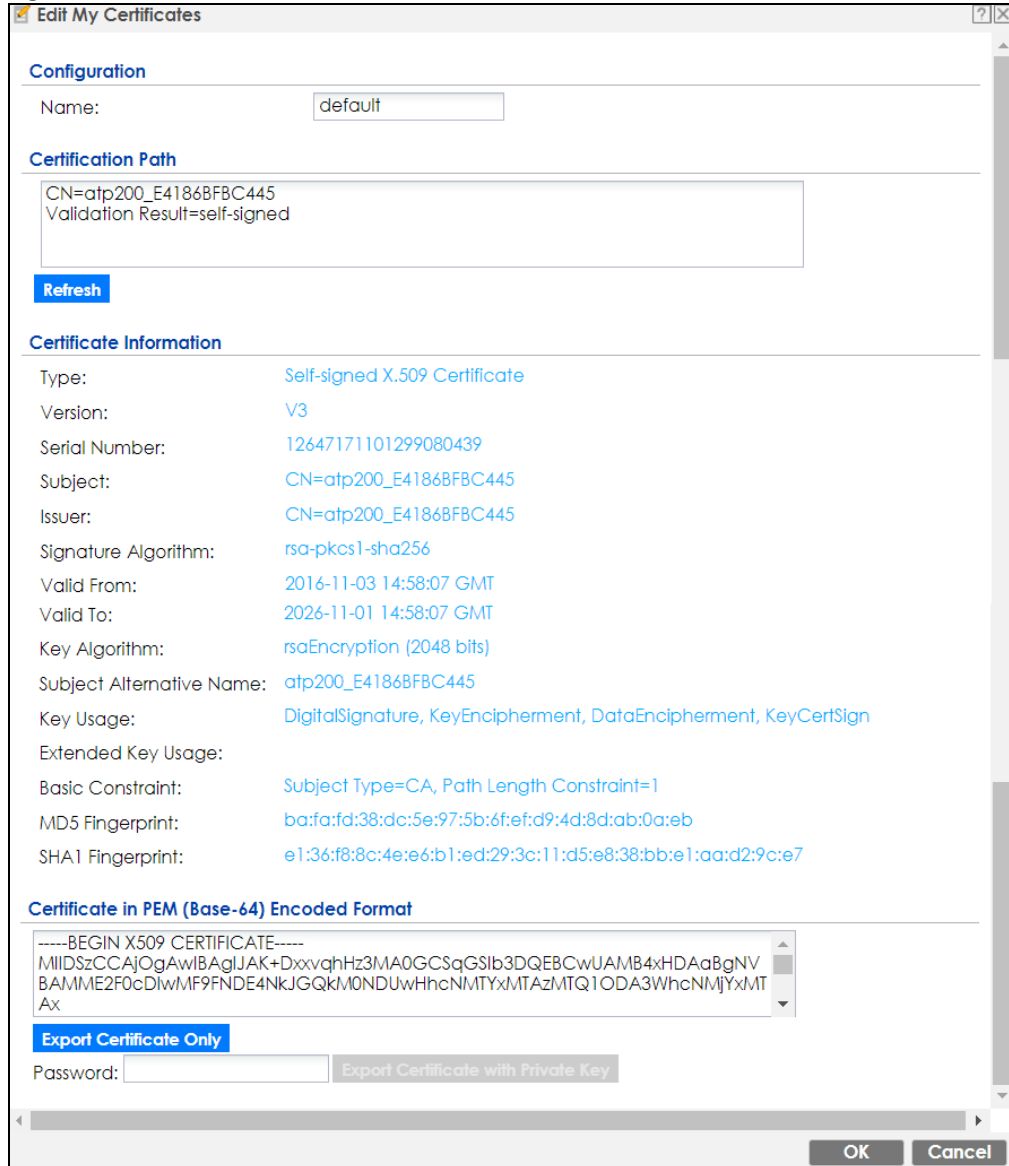 Edit My Certificates
Configuration
Name: default
Certification Path
CN=atp200_E4186BFBC445
Validation Result=self-signed
Refresh
Certificate Information
Type: Self-signed X.509 Certificate
Version: V3
Serial Number: 12647171101299080439
Subject: CN=atp200_E4186BFBC445
Issuer: CN=atp200_E4186BFBC445
Signature Algorithm: rsa-pkcs1-sha256
Valid From: 2016-11-03 14:58:07 GMT
Valid To: 2026-11-01 14:58:07 GMT
Key Algorithm: rsaEncryption (2048 bits)
Subject Alternative Name: atp200_E4186BFBC445
Key Usage: DigitalSignature, KeyEncipherment, DataEncipherment, KeyCertSign
Extended Key Usage:
Basic Constraint: Subject Type=CA, Path Length Constraint=1
MD5 Fingerprint: ba:fa:fd:38:dc:5e:97:5b:6f:ef:d9:4d:8d:ab:0a:eb
SHA1 Fingerprint: e1:36:f8:8c:4e:e6:b1:ed:29:3c:11:d5:e8:38:bb:e1:aa:d2:9c:e7
Certificate in PEM (Base-64) Encoded Format
-----BEGIN X509 CERTIFICATE-----
MIIDSzCCAjOgAwIBAgIJAK+DxxvqhHz3MA0GCSqGSIb3DQEBCwUAMB4xHDAaBgNV
BAMME2F0cDIwMF9FNDE4NkJGQkM0NDUwHhcNMTYxMTAzMTQ1ODA3WhcNMjYxMT
Ax
Export Certificate Only
Password: Export Certificate with Private Key
OK Cancel